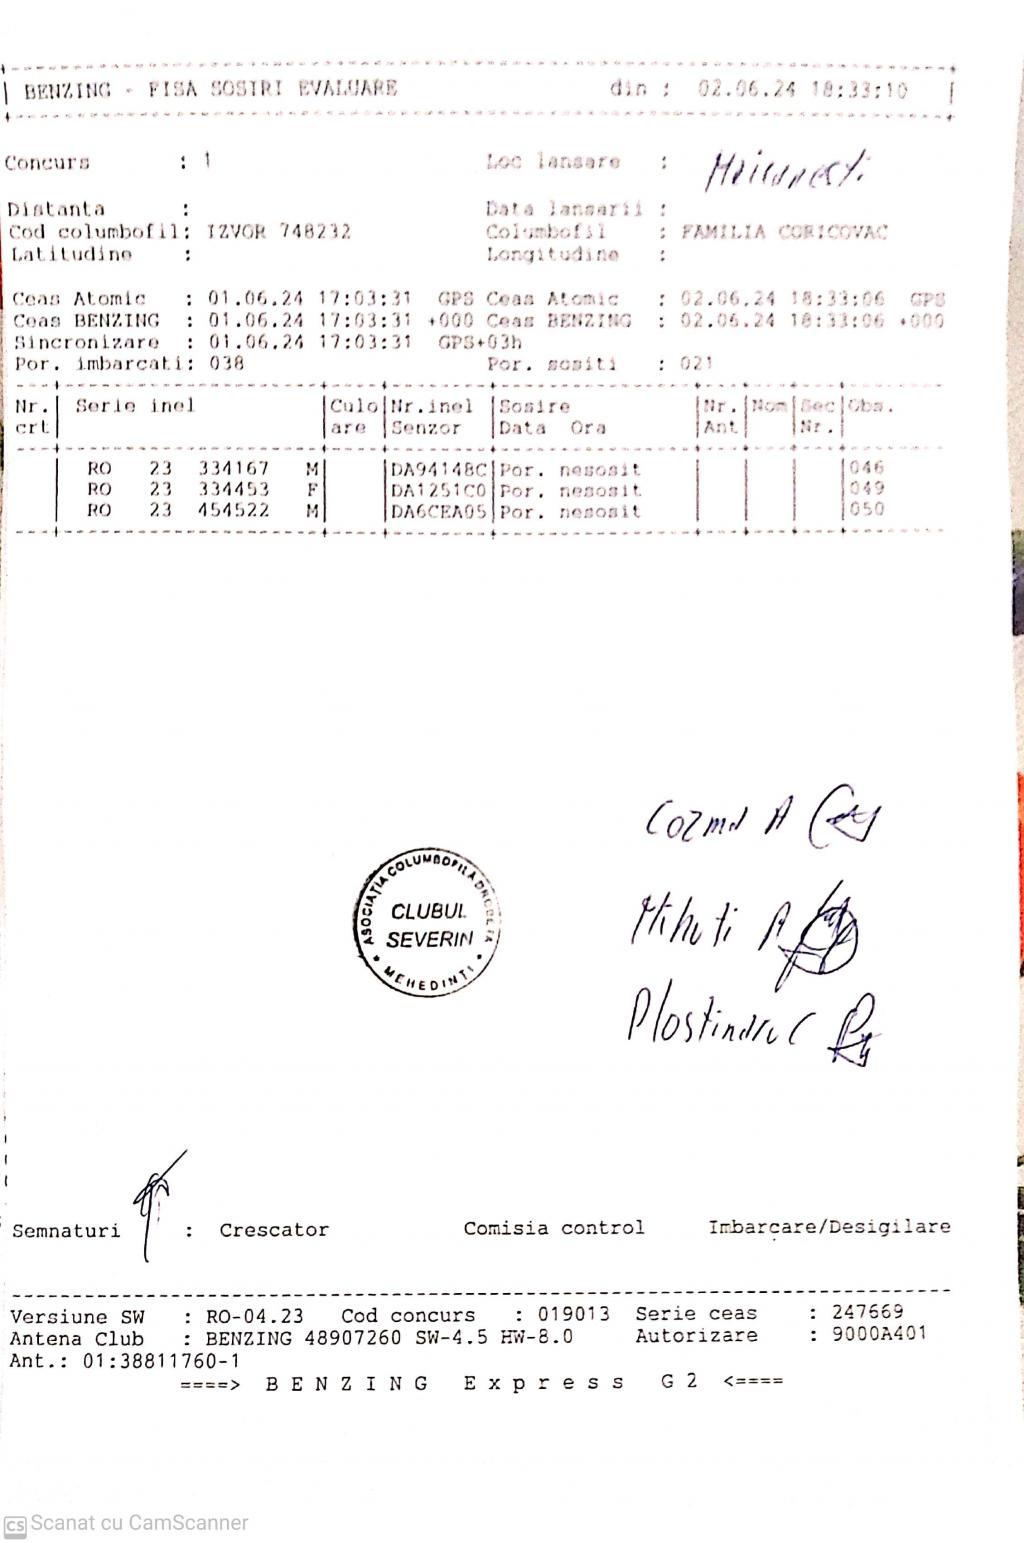 BENZING - FISA SOSIRI EVALUARE din : 02.06.24 18:33:10
Concurs : 1 Loc lansare :
Distanta : Data lansarii :
Cod columbofil: IZVOR 748232 Columbofil : FAMILIA CORICOVAC
Latitudine : Longitudine :
Ceas Atomic : 01.06.24 17:03:31 GPS Ceas Atomic : 02.06.24 18:33:06 GPS
Ceas BENZING : 01.06.24 17:03:31 +000 Ceas BENZING : 02.06.24 18:33:06 +000
Sincronizare : 01.06.24 17:03:31 GPS+03h
Por. imbarcati: 038 Por. sositi : 021
Nr. Serie inel Culo Nr.inel Sosire Nr. Nom Sec Obs.
crt are Senzor Data Ora Ant Nr.
RO 23 334167 M DA94148C Por. nesosit 046
RO 23 334453 F DA1251C0 Por. nesosit 049
RO 23 454522 M DA6CEA05 Por. nesosit 050
Cozma A
ASOCIATIA COLUMBOFILA DROBETA
CLUBUL
SEVERIN
MEHEDINTI
Mihuti A
Plostinaru C
Semnaturi : Crescator Comisia control Imbarcare/Desigilare
Versiune SW : RO-04.23 Cod concurs : 019013 Serie ceas : 247669
Antena Club : BENZING 48907260 SW-4.5 HW-8.0 Autorizare : 9000A401
Ant.: 01:38811760-1
====> BENZING Express G2 <====
CS Scanat cu CamScanner